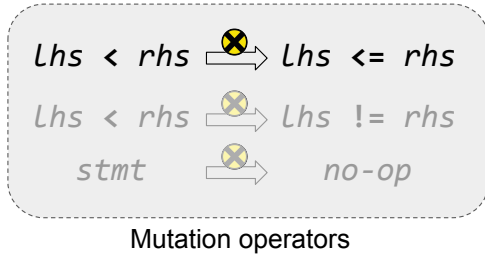 lhs < rhs lhs <= rhs
lhs < rhs lhs != rhs
stmt no-op
Mutation operators